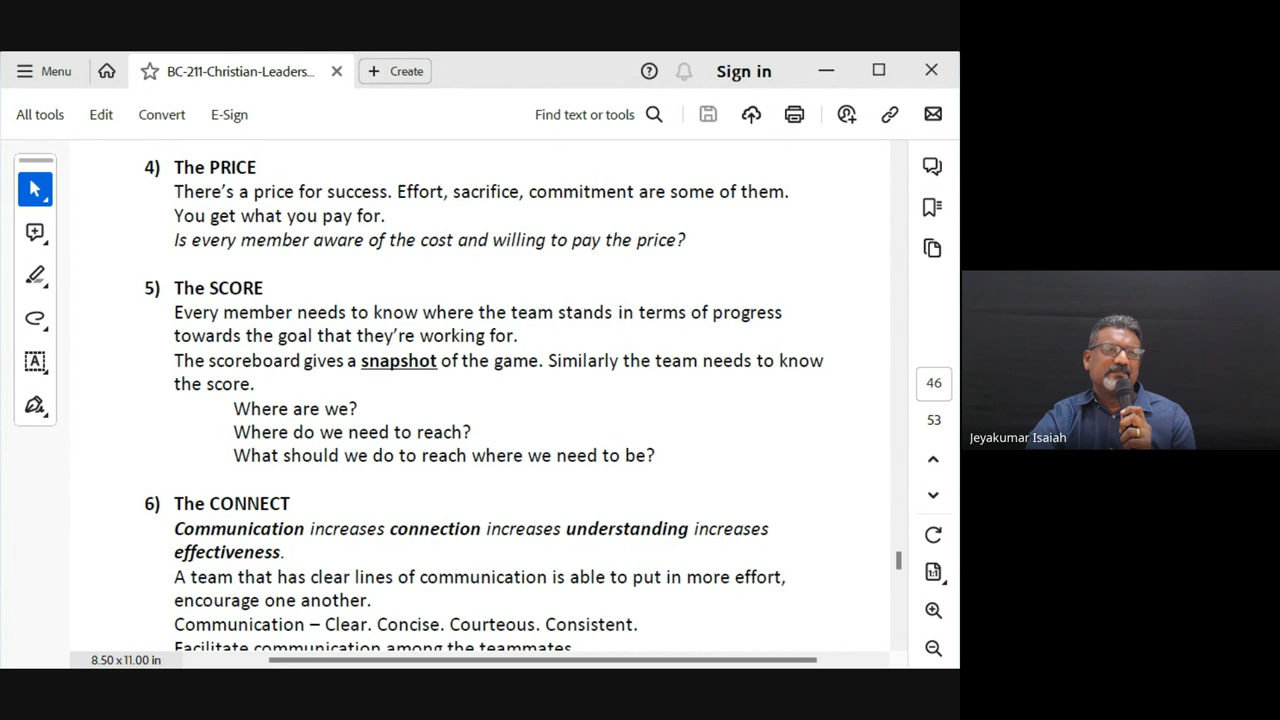 Menu
BC-211-Christian-Leaders...
Create
Sign in
All tools
Edit
Convert
E-Sign
Find text or tools
4) The PRICE
There's a price for success. Effort, sacrifice, commitment are some of them.
You get what you pay for.
Is every member aware of the cost and willing to pay the price?
5) The SCORE
Every member needs to know where the team stands in terms of progress
towards the goal that they're working for.
The scoreboard gives a snapshot of the game. Similarly the team needs to know
the score.
Where are we?
Where do we need to reach?
What should we do to reach where we need to be?
6) The CONNECT
Communication increases connection increases understanding increases
effectiveness.
A team that has clear lines of communication is able to put in more effort,
encourage one another.
Communication – Clear. Concise. Courteous. Consistent.
Facilitate communication among the teammates
8.50 x 11.00 in
46
53
1:1
Jeyakumar Isaiah